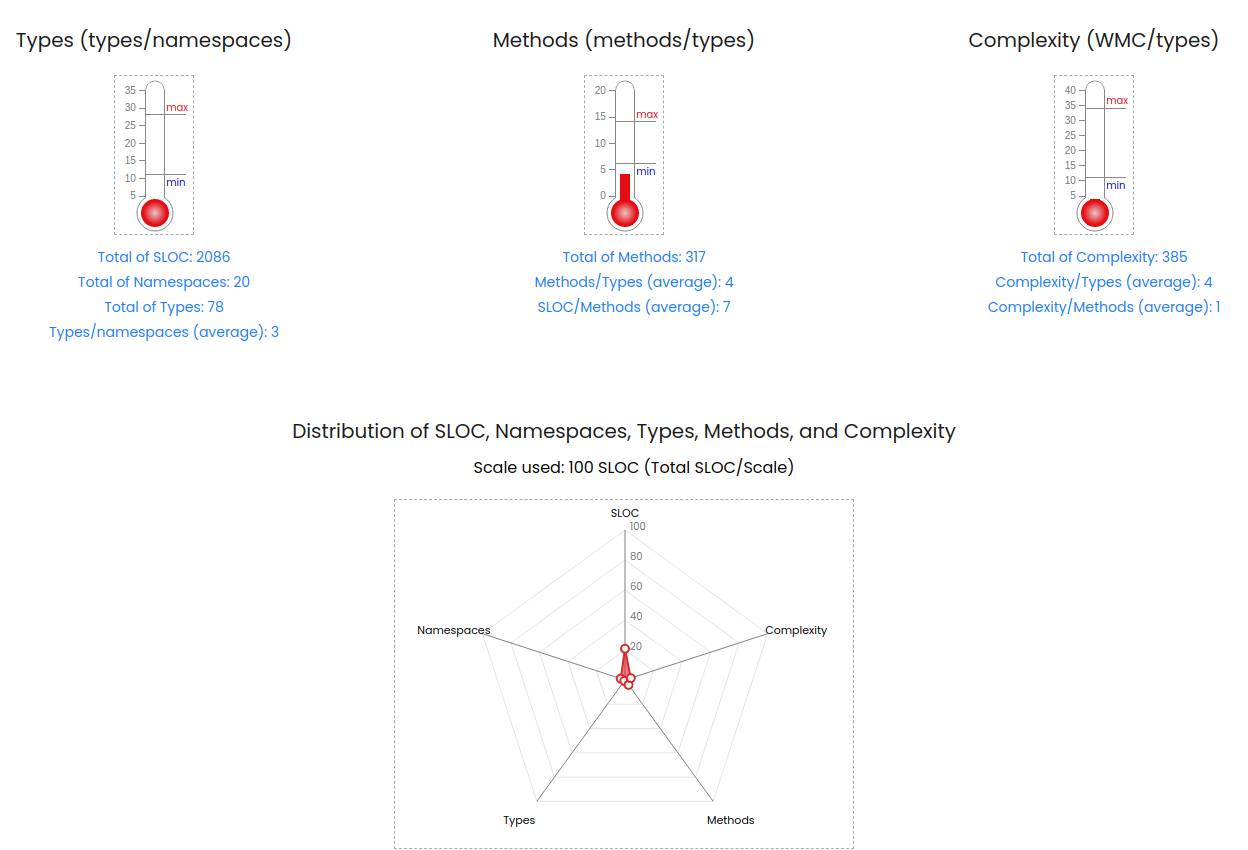 Types (types/namespaces)
35
30
max
25
20
15
min
10
5
Total of SLOC: 2086
Total of Namespaces: 20
Total of Types: 78
Types/namespaces (average): 3
Methods (methods/types)
20
max
15
10
min
5
0
Total of Methods: 317
Methods/Types (average): 4
SLOC/Methods (average): 7
Complexity (WMC/types)
40
max
35
30
25
20
15
10
min
5
Total of Complexity: 385
Complexity/Types (average): 4
Complexity/Methods (average): 1
Distribution of SLOC, Namespaces, Types, Methods, and Complexity
Scale used: 100 SLOC (Total SLOC/Scale)
SLOC
100
80
60
40
Namespaces
Complexity
20
Types
Methods